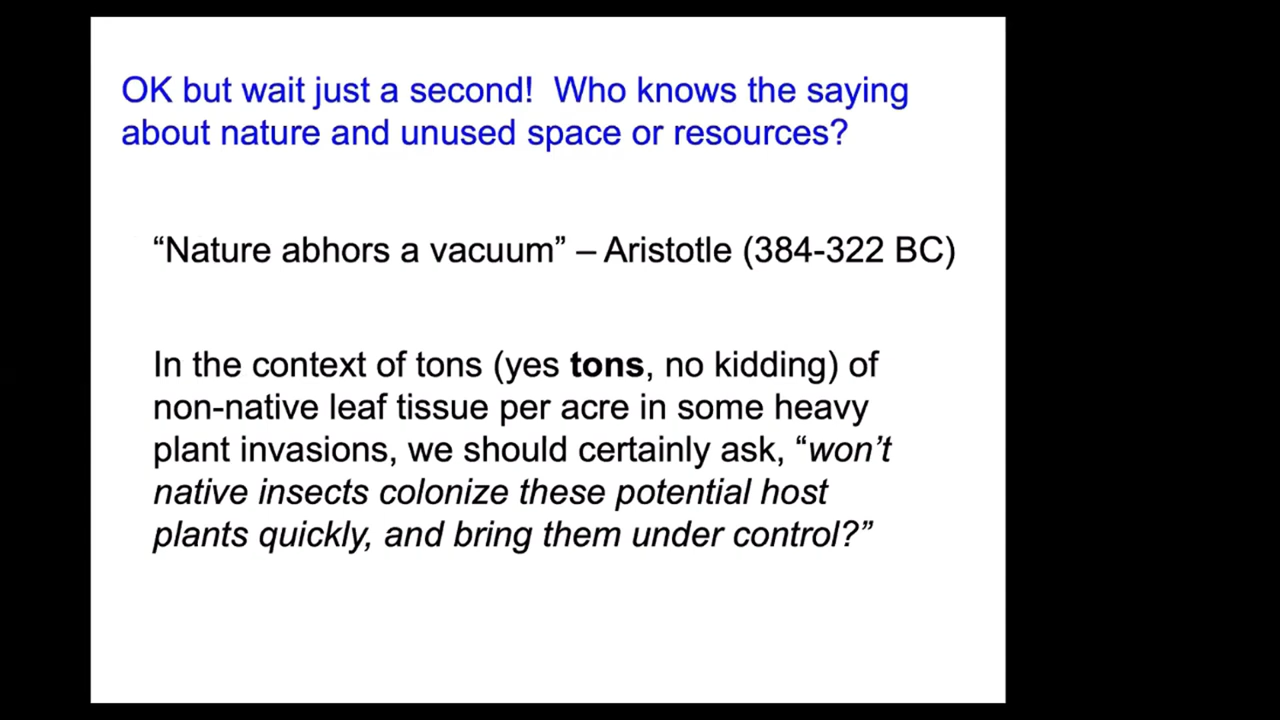 OK but wait just a second!  Who knows the saying
about nature and unused space or resources?
“Nature abhors a vacuum” – Aristotle (384-322 BC)
In the context of tons (yes tons, no kidding) of
non-native leaf tissue per acre in some heavy
plant invasions, we should certainly ask, “won’t
native insects colonize these potential host
plants quickly, and bring them under control?”